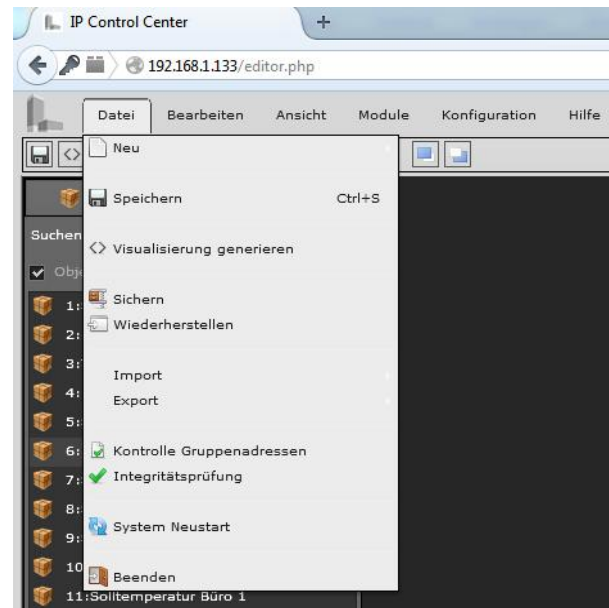 IP Control Center
192.168.1.133/editor.php
Datei Bearbeiten Ansicht Module Konfiguration Hilfe
Neu
Speichern Ctrl+S
Suchen
Visualisierung generieren
Obje
Sichern
1:
Wiederherstellen
2:
3:
Import
4:
Export
5:
6:
Kontrolle Gruppenadressen
7:
Integritätsprüfung
8:
9:
System Neustart
10
Beenden
11:Solltemperatur Büro 1